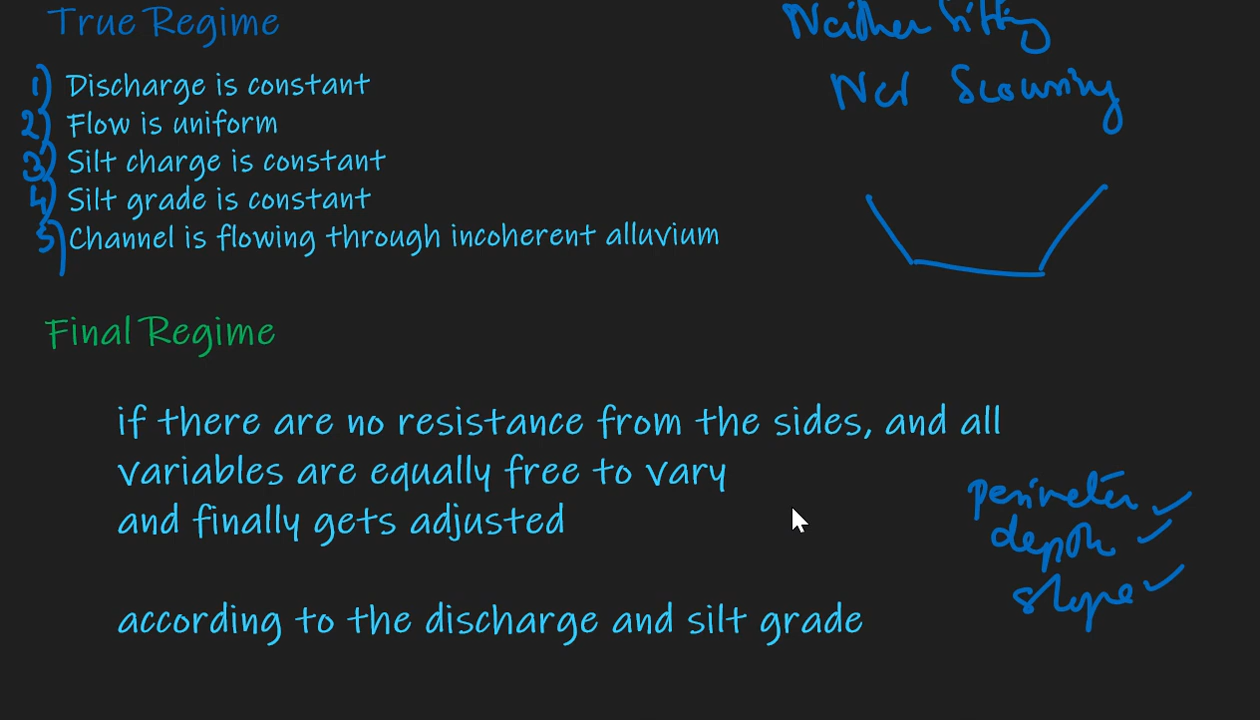 True Regime
Neither Silting
Nor Scouring
1) Discharge is constant
2) Flow is uniform
3) Silt charge is constant
4) Silt grade is constant
5) Channel is flowing through incoherent alluvium
Final Regime
if there are no resistance from the sides, and all
variables are equally free to vary
and finally gets adjusted
according to the discharge and silt grade
perimeter ✓
depth ✓
slope ✓